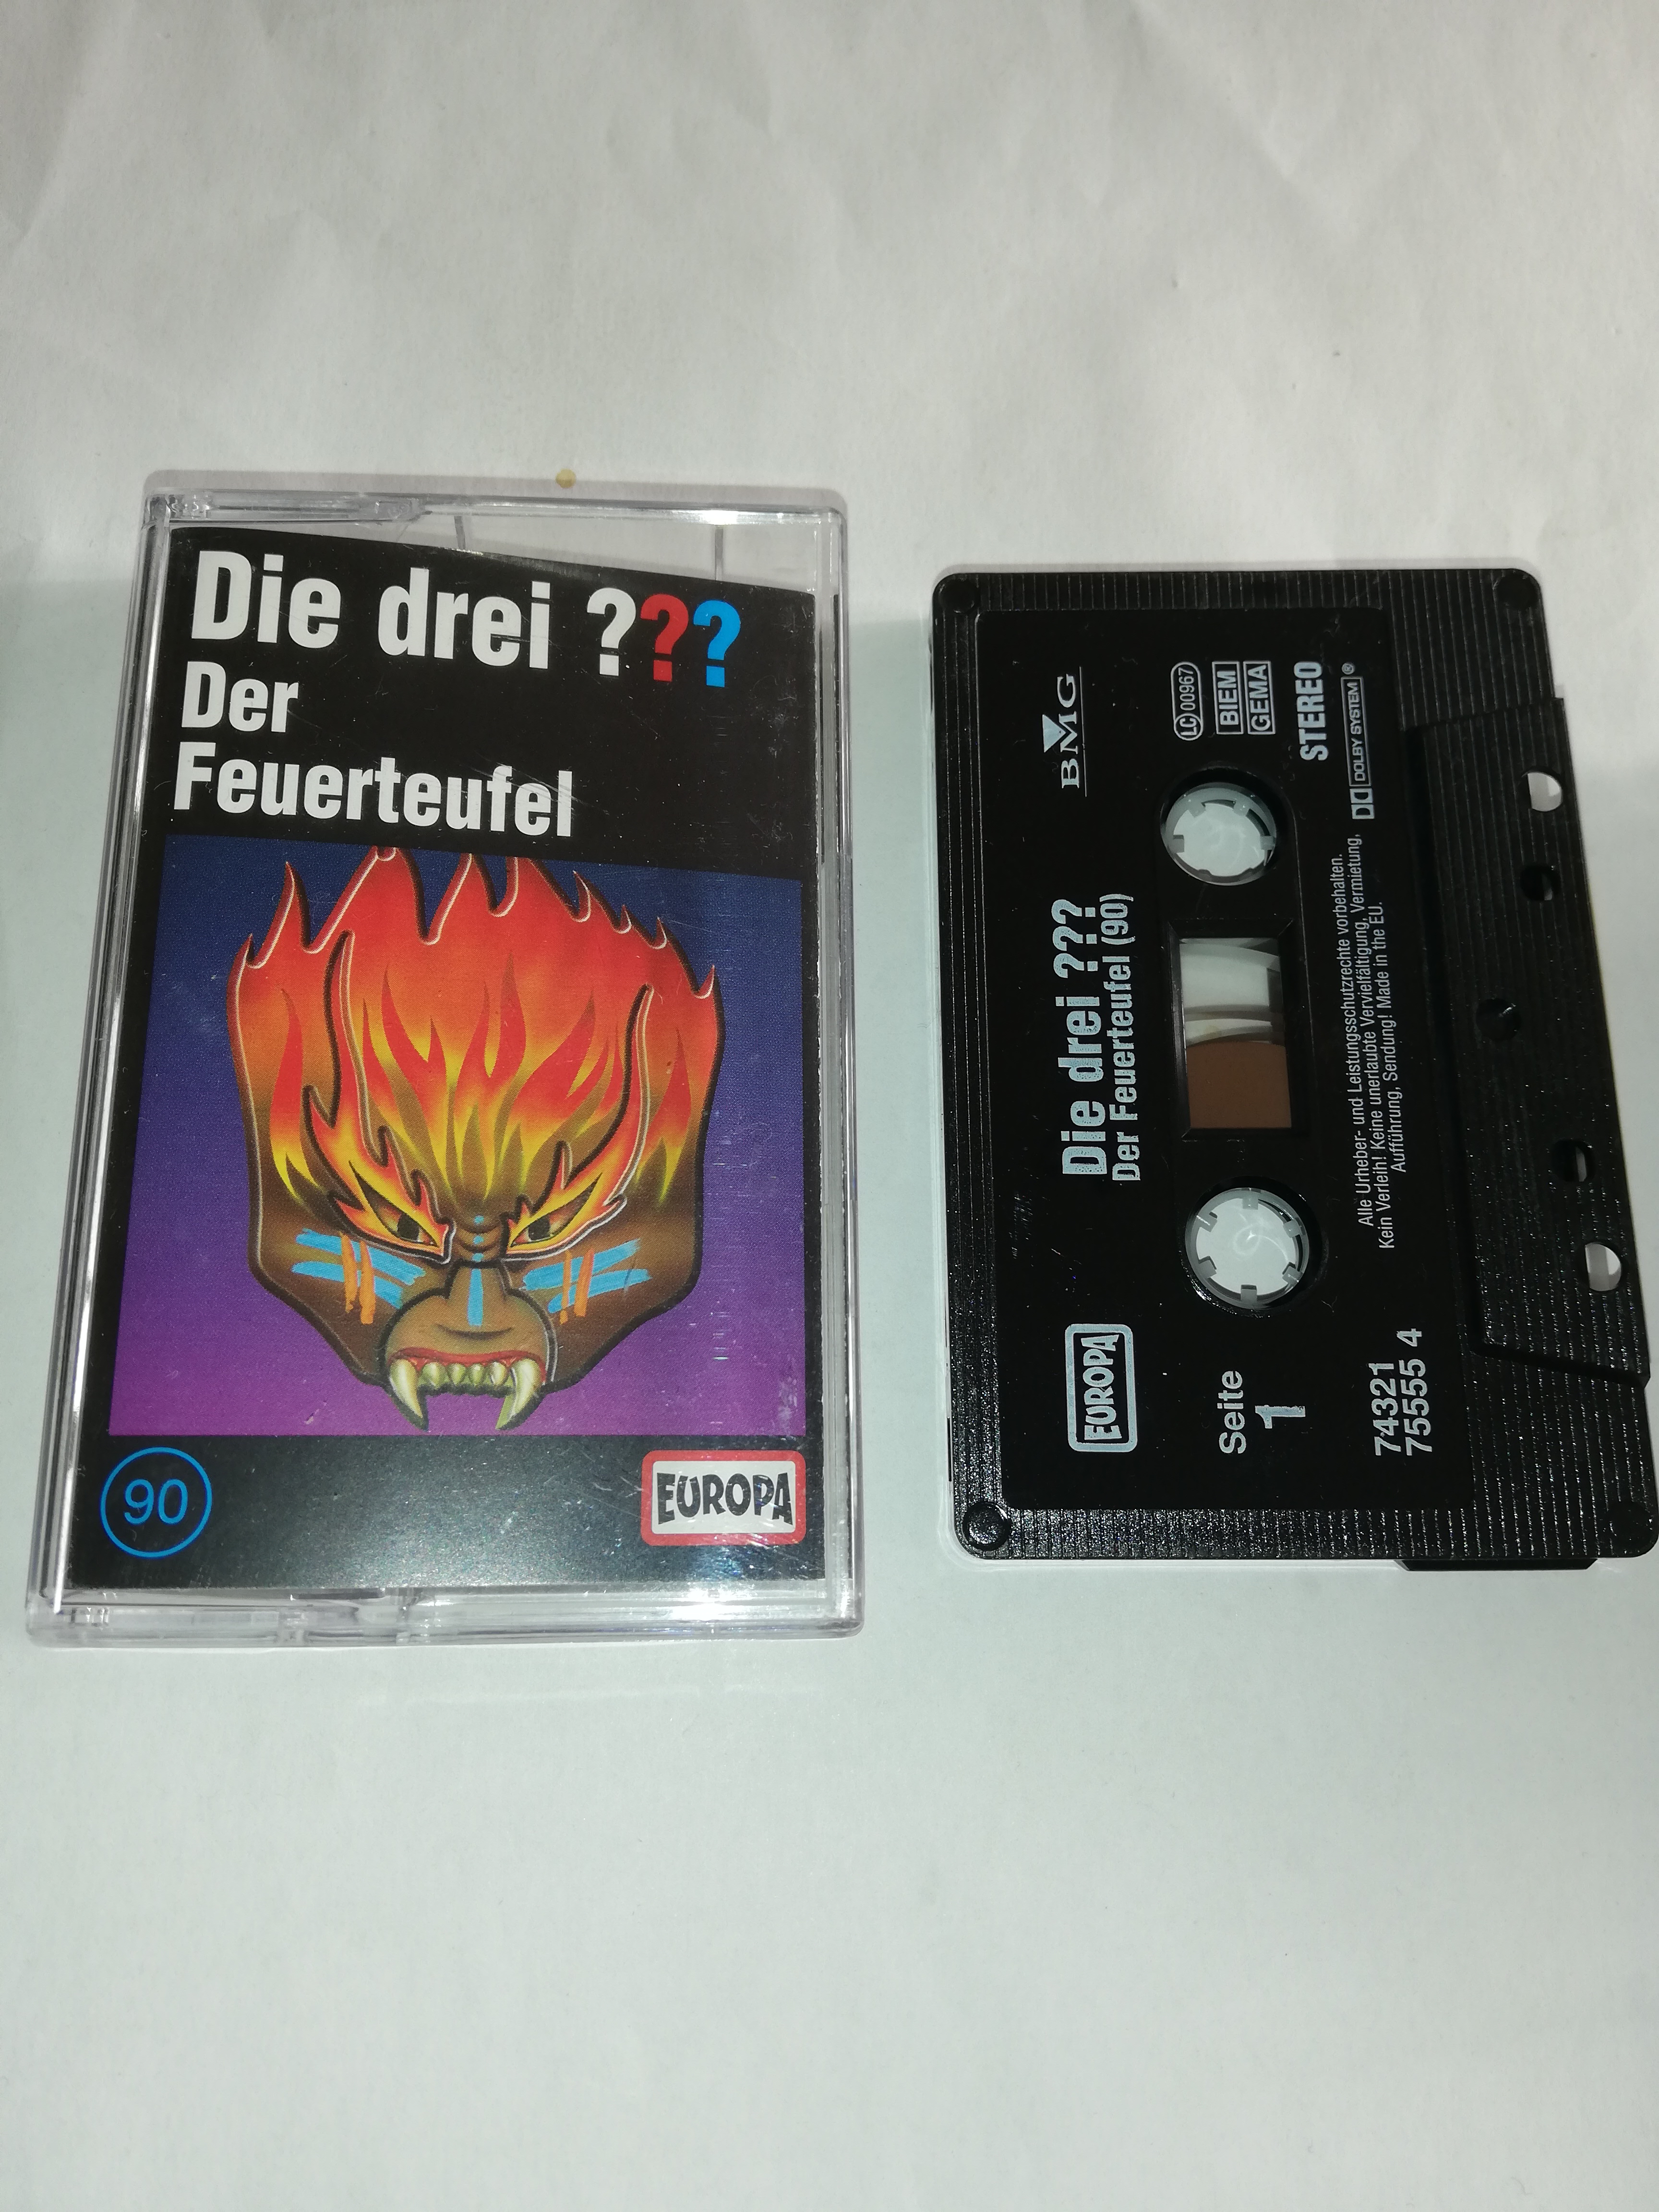 Die drei ???
Der
Feuerteufel
90
EUROPA
BMG
LC 00967
BIEM
GEMA
STEREO
DOLBY SYSTEM®
Die drei ???
Der Feuerteufel (90)
EUROPA
Seite
1
Alle Urheber- und Leistungsschutzrechte vorbehalten.
Kein Verleih! Keine unerlaubte Vervielfältigung, Vermietung,
Aufführung, Sendung! Made in the EU.
74321
75555 4